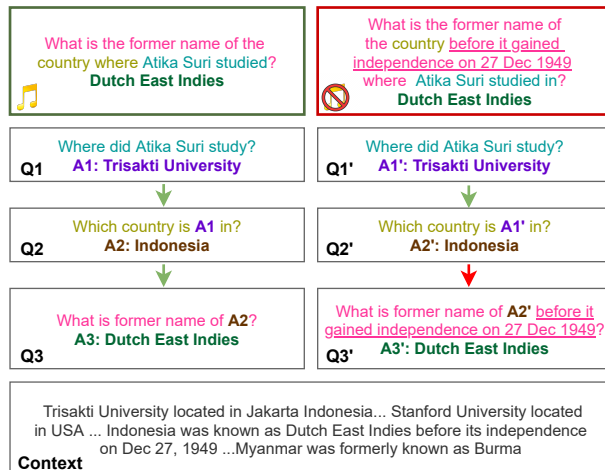 What is the former name of the
country where Atika Suri studied?
Dutch East Indies
What is the former name of
the country before it gained
independence on 27 Dec 1949
where Atika Suri studied in?
Dutch East Indies
Where did Atika Suri study?
A1: Trisakti University
Q1
Where did Atika Suri study?
A1': Trisakti University
Q1'
Which country is A1 in?
A2: Indonesia
Q2
Which country is A1' in?
A2': Indonesia
Q2'
What is former name of A2?
A3: Dutch East Indies
Q3
What is former name of A2' before it
gained independence on 27 Dec 1949?
A3': Dutch East Indies
Q3'
Trisakti University located in Jakarta Indonesia... Stanford University located
in USA ... Indonesia was known as Dutch East Indies before its independence
on Dec 27, 1949 ...Myanmar was formerly known as Burma
Context